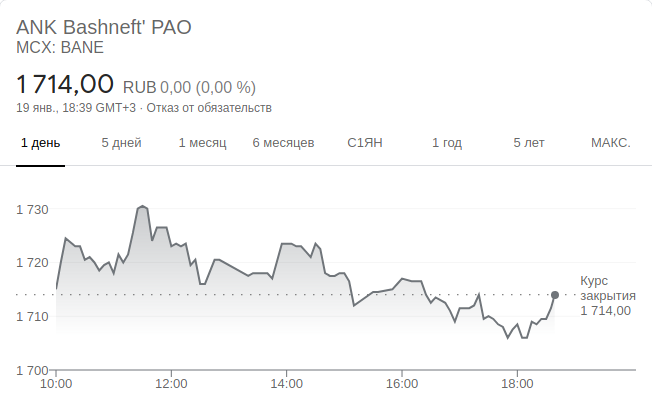 ANK Bashneft' PAO
MCX: BANE
1 714,00 RUB 0,00 (0,00 %)
19 янв., 18:39 GMT+3 · Отказ от обязательств
1 день 5 дней 1 месяц 6 месяцев С1ЯН 1 год 5 лет МАКС.
1 730
1 720
1 710
1 700
Курс
закрытия
1 714,00
10:00 12:00 14:00 16:00 18:00